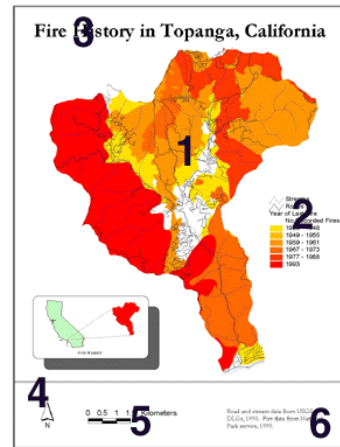 Fire History in Topanga, California
3
1
Streams
Roads
Year of Last Fire
No Recorded Fires
2
1949 - 1955
1959 - 1961
1967 - 1973
1977 - 1988
1993
4
N
0 0.5 1 Kilometers
5
Road and stream data from USGS
DLGs, 1995. Fire data from
Park service, 1999.
6